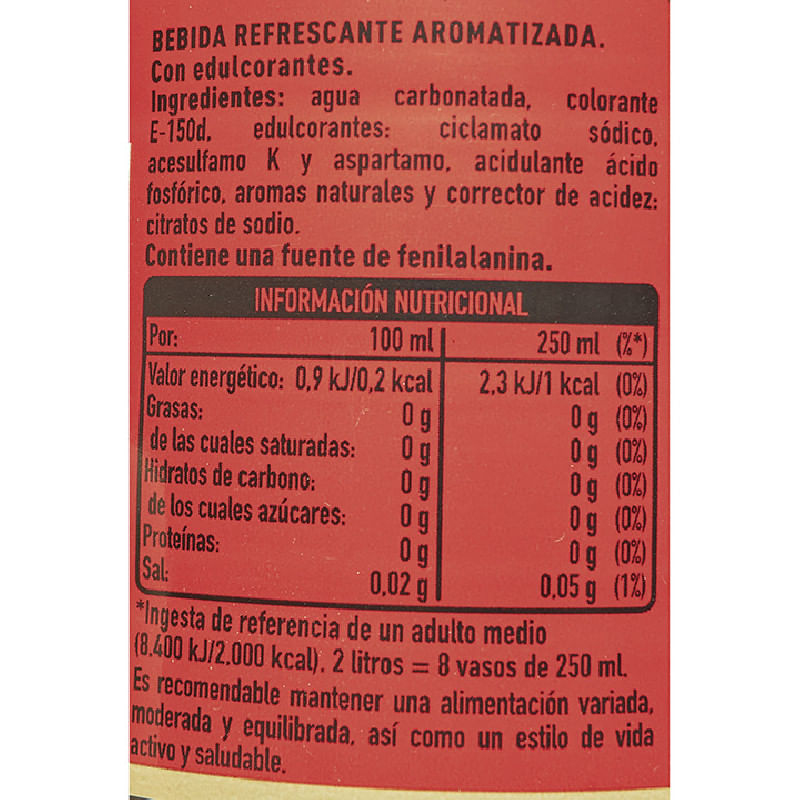 BEBIDA REFRESCANTE AROMATIZADA.
Con edulcorantes.
Ingredientes: agua carbonatada, colorante
E-150d, edulcorantes: ciclamato sódico,
acesulfamo K y aspartamo, acidulante ácido
fosfórico, aromas naturales y corrector de acidez:
citratos de sodio.
Contiene una fuente de fenilalanina.
INFORMACIÓN NUTRICIONAL
Por: 100 ml 250 ml (%*)
Valor energético: 0,9 kJ/0,2 kcal 2,3 kJ/1 kcal (0%)
Grasas: 0 g 0 g (0%)
de las cuales saturadas: 0 g 0 g (0%)
Hidratos de carbono: 0 g 0 g (0%)
de los cuales azúcares: 0 g 0 g (0%)
Proteínas: 0 g 0 g (0%)
Sal: 0,02 g 0,05 g (1%)
*Ingesta de referencia de un adulto medio
(8.400 kJ/2.000 kcal). 2 litros = 8 vasos de 250 ml.
Es recomendable mantener una alimentación variada,
moderada y equilibrada, así como un estilo de vida
activo y saludable.